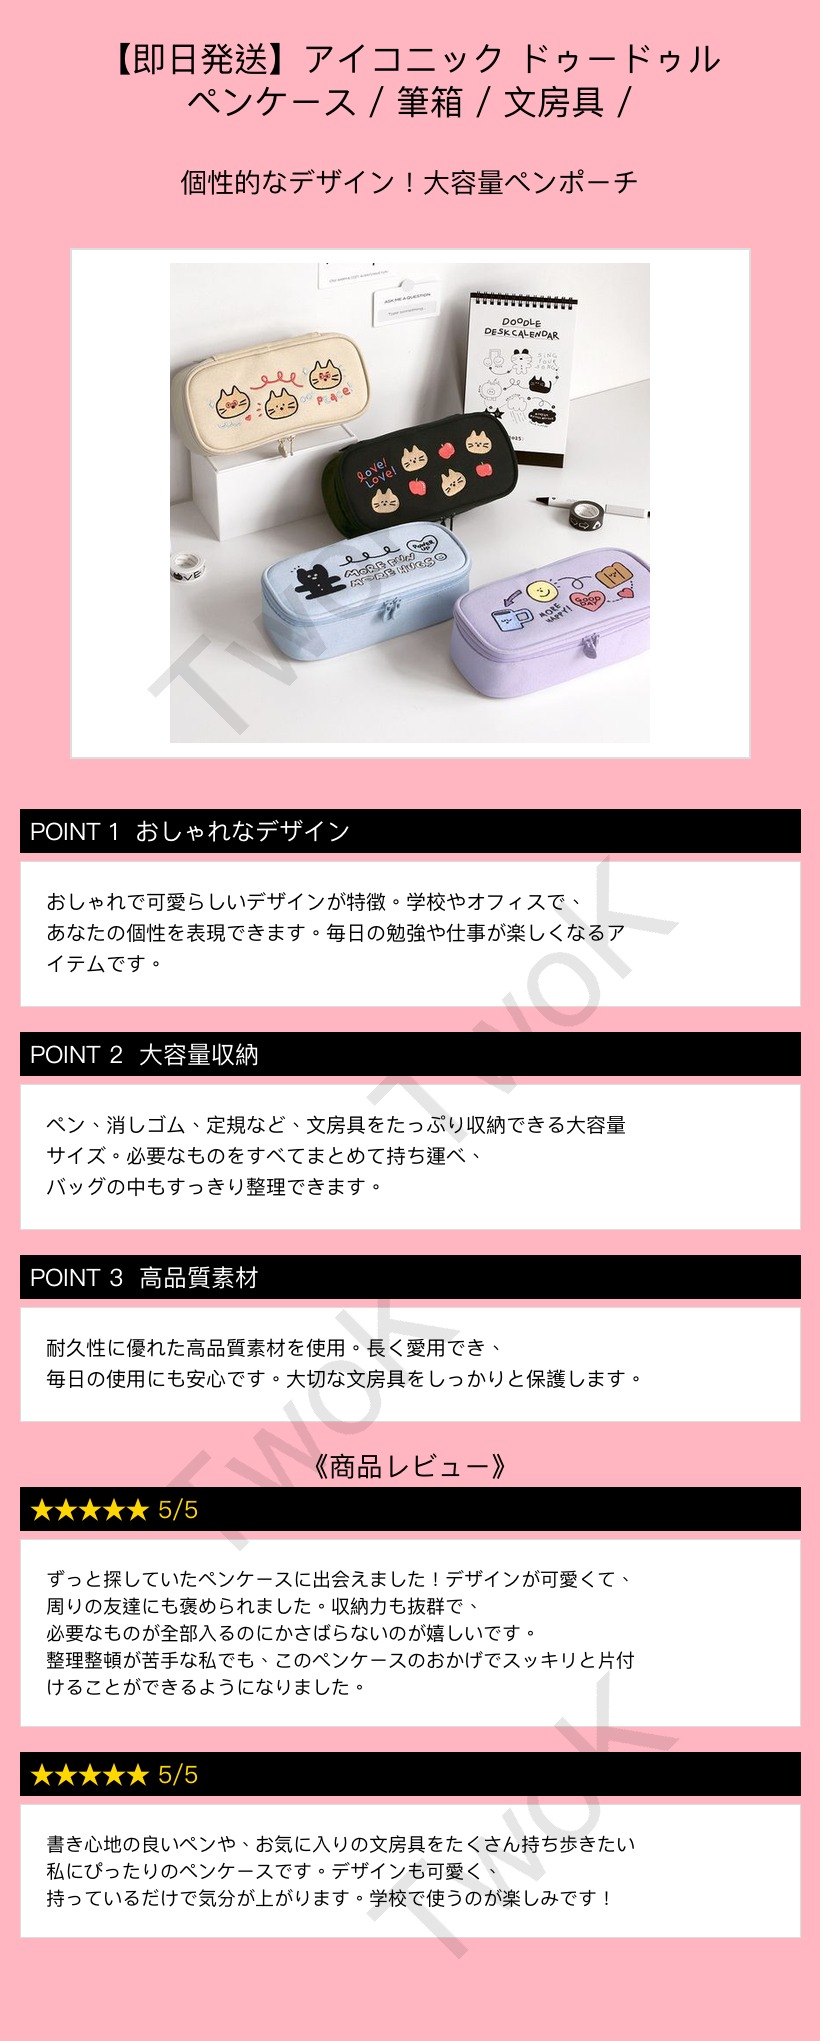 【即日発送】アイコニック ドゥードゥル
ペンケース / 筆箱 / 文房具 /
個性的なデザイン！大容量ペンポーチ
ASK ME A QUESTION
Type something...
DOODLE
DESK CALENDAR
SING
YOUR
SONG
2025
Peace!
LOVE!
LOVE!
POWER
UP
MORE FUN
MORE HUGS
MORE
HAPPY!
GOOD
DAY
LOVE
TwoK
POINT 1 おしゃれなデザイン
おしゃれで可愛らしいデザインが特徴。学校やオフィスで、
あなたの個性を表現できます。毎日の勉強や仕事が楽しくなるア
イテムです。
TwoK
POINT 2 大容量収納
ペン、消しゴム、定規など、文房具をたっぷり収納できる大容量
サイズ。必要なものをすべてまとめて持ち運べ、
バッグの中もすっきり整理できます。
POINT 3 高品質素材
耐久性に優れた高品質素材を使用。長く愛用でき、
毎日の使用にも安心です。大切な文房具をしっかりと保護します。
TwoK
《商品レビュー》
★★★★★ 5/5
ずっと探していたペンケースに出会えました！デザインが可愛くて、
周りの友達にも褒められました。収納力も抜群で、
必要なものが全部入るのにかさばらないのが嬉しいです。
整理整頓が苦手な私でも、このペンケースのおかげでスッキリと片付
けることができるようになりました。
★★★★★ 5/5
書き心地の良いペンや、お気に入りの文房具をたくさん持ち歩きたい
私にぴったりのペンケースです。デザインも可愛く、
持っているだけで気分が上がります。学校で使うのが楽しみです！
TwoK